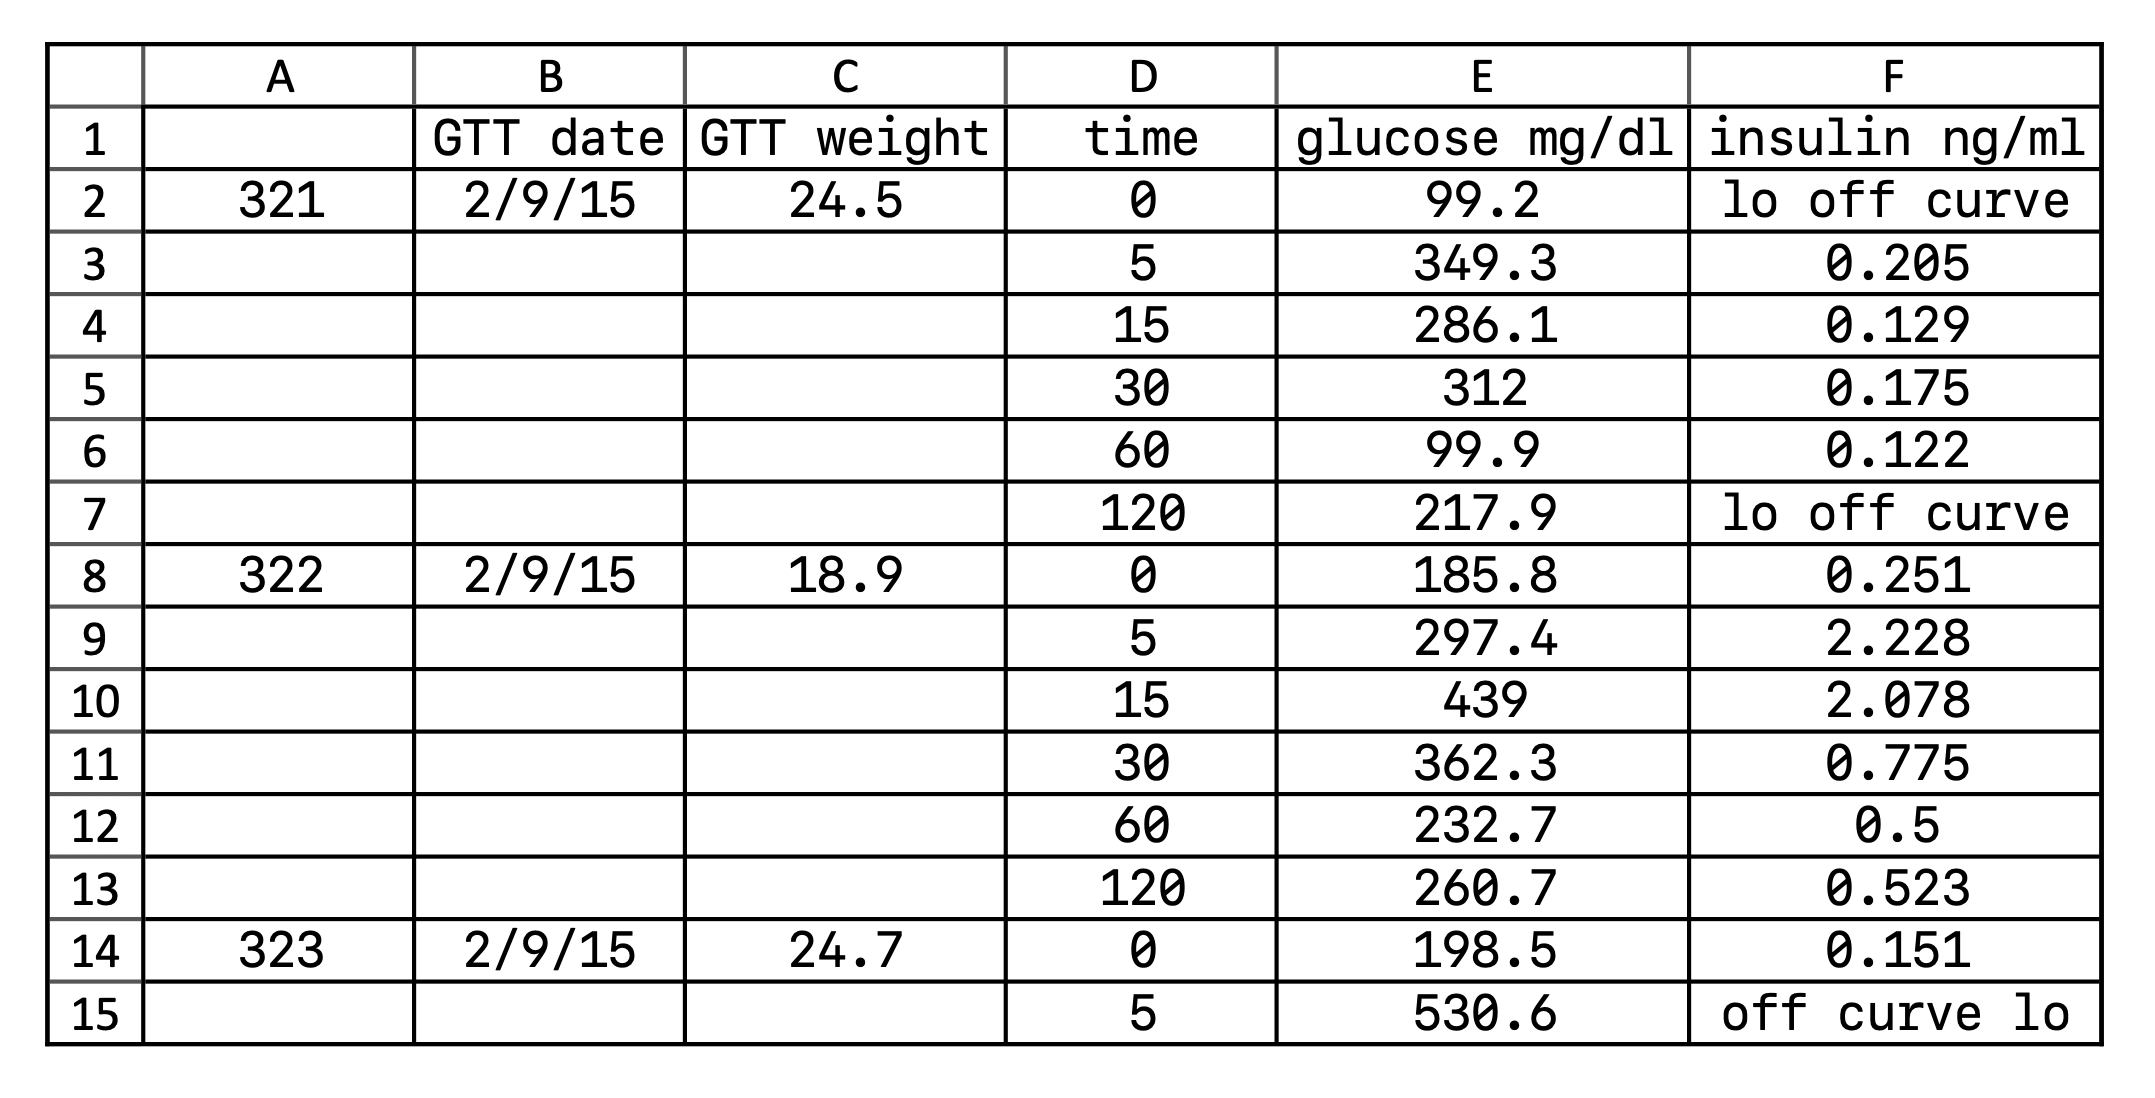 A B C D E F
1 GTT date GTT weight time glucose mg/dl insulin ng/ml
2 321 2/9/15 24.5 0 99.2 lo off curve
3 5 349.3 0.205
4 15 286.1 0.129
5 30 312 0.175
6 60 99.9 0.122
7 120 217.9 lo off curve
8 322 2/9/15 18.9 0 185.8 0.251
9 5 297.4 2.228
10 15 439 2.078
11 30 362.3 0.775
12 60 232.7 0.5
13 120 260.7 0.523
14 323 2/9/15 24.7 0 198.5 0.151
15 5 530.6 off curve lo